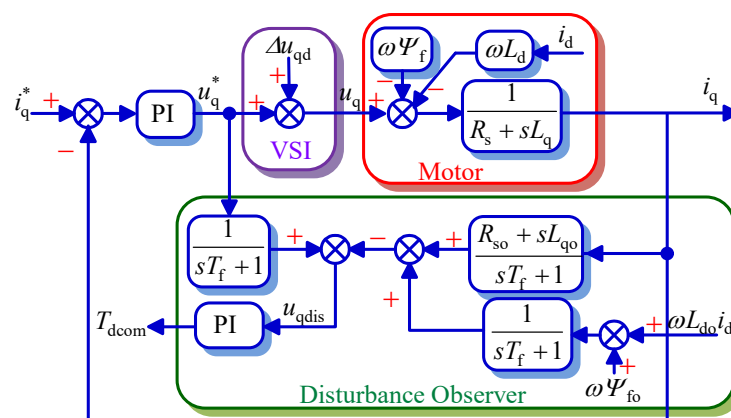 Δu_qd
ωΨ_f
ωL_d
i_d
i_q^*
+
−
PI
u_q^*
+
+
u_q
+
−
−
1/(R_s + sL_q)
i_q
VSI
Motor
1/(sT_f + 1)
+
−
+
(R_so + sL_qo)/(sT_f + 1)
+
T_dcom
PI
u_qdis
1/(sT_f + 1)
+
ωL_do i_d
+
ωΨ_fo
Disturbance Observer